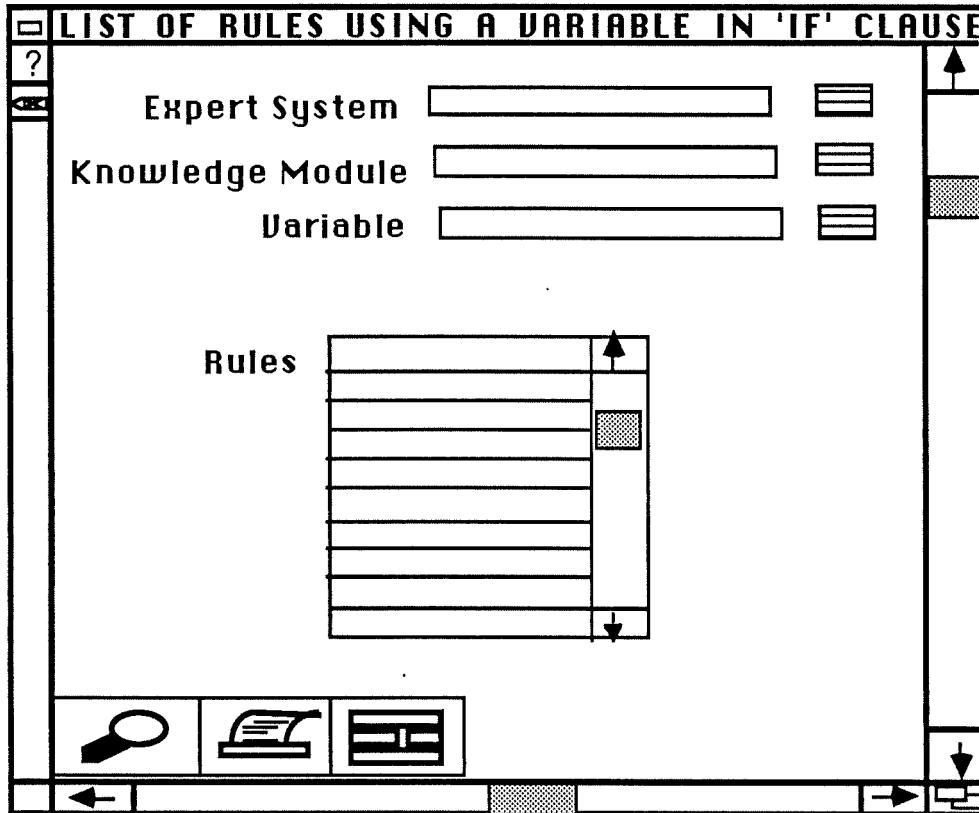 LIST OF RULES USING A VARIABLE IN 'IF' CLAUSE
?
Expert System
Knowledge Module
Variable
Rules